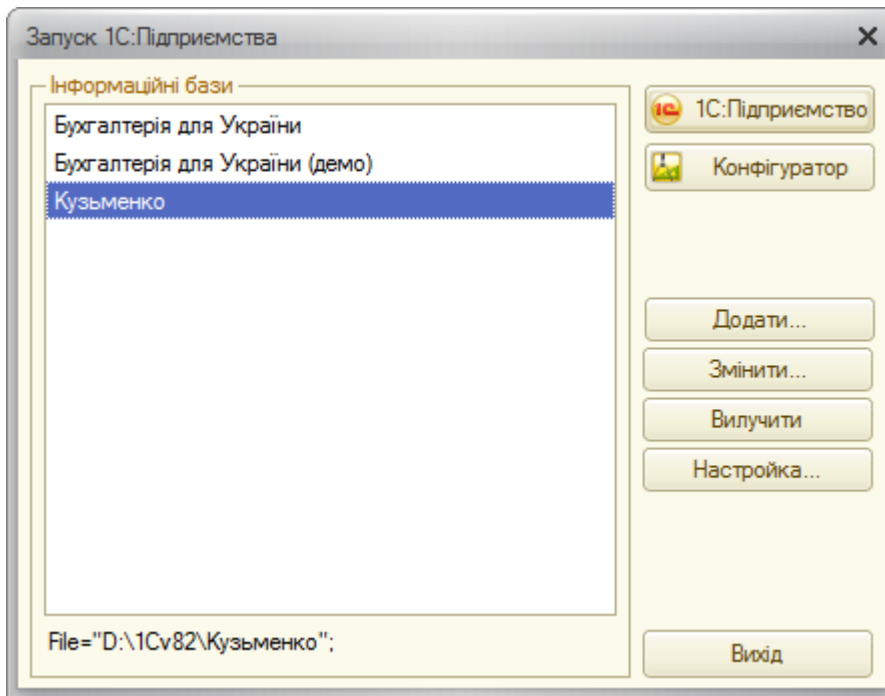 Запуск 1С:Підприємства
Інформаційні бази
Бухгалтерія для України
Бухгалтерія для України (демо)
Кузьменко
File="D:\1Cv82\Кузьменко";
1С:Підприємство
Конфігуратор
Додати...
Змінити...
Вилучити
Настройка...
Вихід